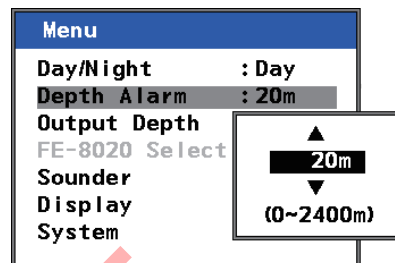 Menu
Day/Night : Day
Depth Alarm : 20m
Output Depth
FE-8020 Select
Sounder
Display
System
▲
20m
▼
(0~2400m)